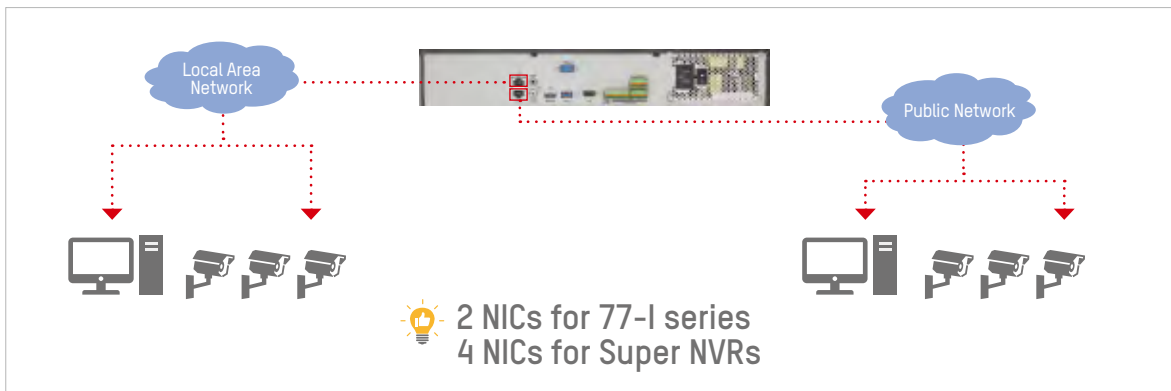 Local Area
Network
Public Network
2 NICs for 77-I series
4 NICs for Super NVRs